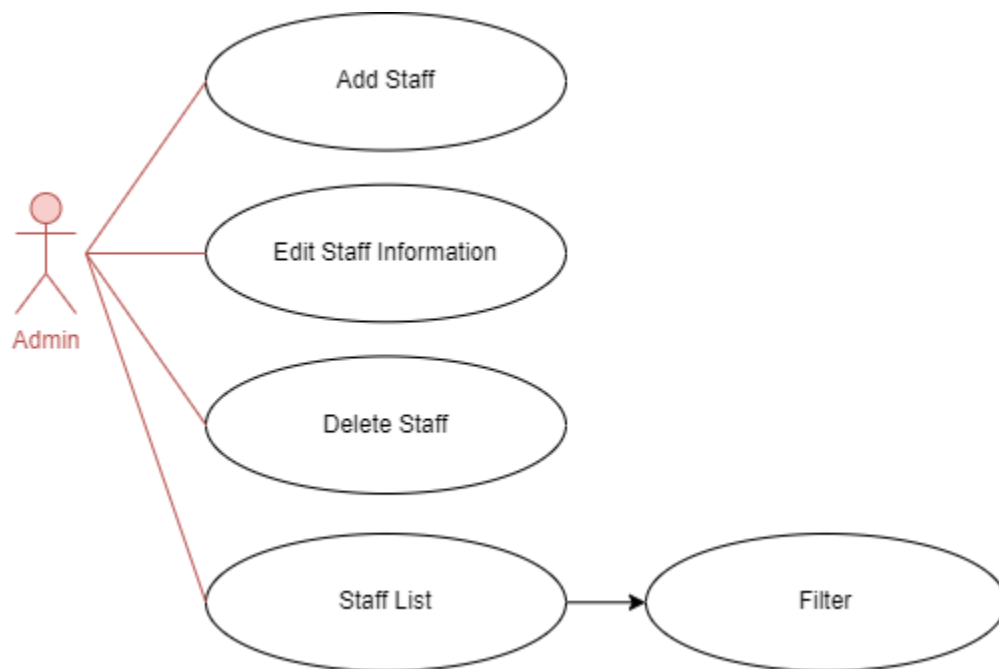 Add Staff
Edit Staff Information
Admin
Delete Staff
Staff List
Filter